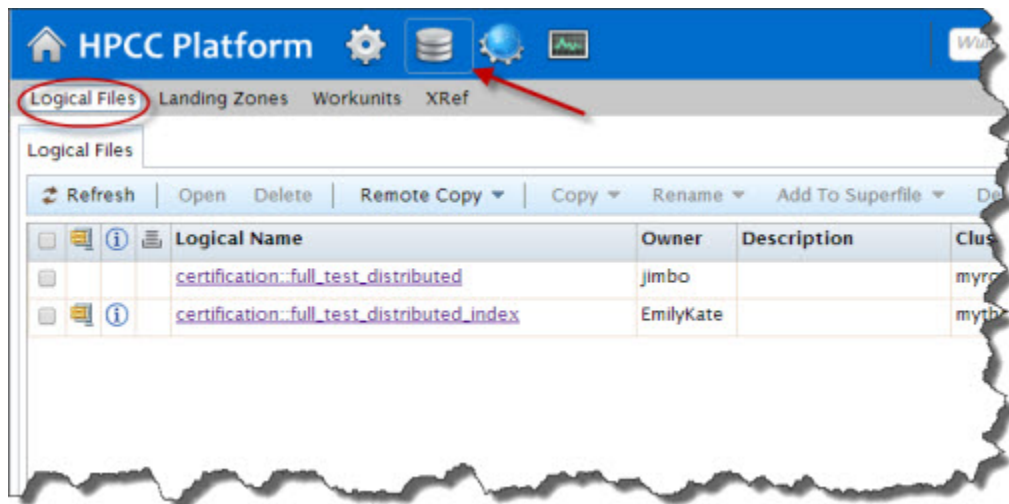 HPCC Platform
Logical Files Landing Zones Workunits XRef
Logical Files
Refresh Open Delete Remote Copy Copy Rename Add To Superfile
Logical Name Owner Description
certification::full_test_distributed jimbo
certification::full_test_distributed_index EmilyKate